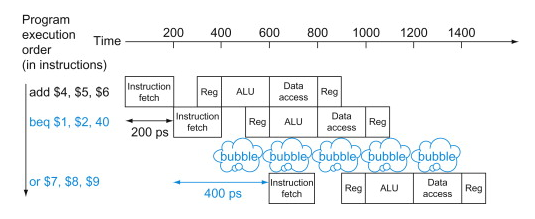 Program
execution
order
(in instructions)
Time
200 400 600 800 1000 1200 1400
add $4, $5, $6
Instruction
fetch
Reg
ALU
Data
access
Reg
beq $1, $2, 40
200 ps
Instruction
fetch
Reg
ALU
Data
access
Reg
bubble bubble bubble bubble bubble
or $7, $8, $9
400 ps
Instruction
fetch
Reg
ALU
Data
access
Reg